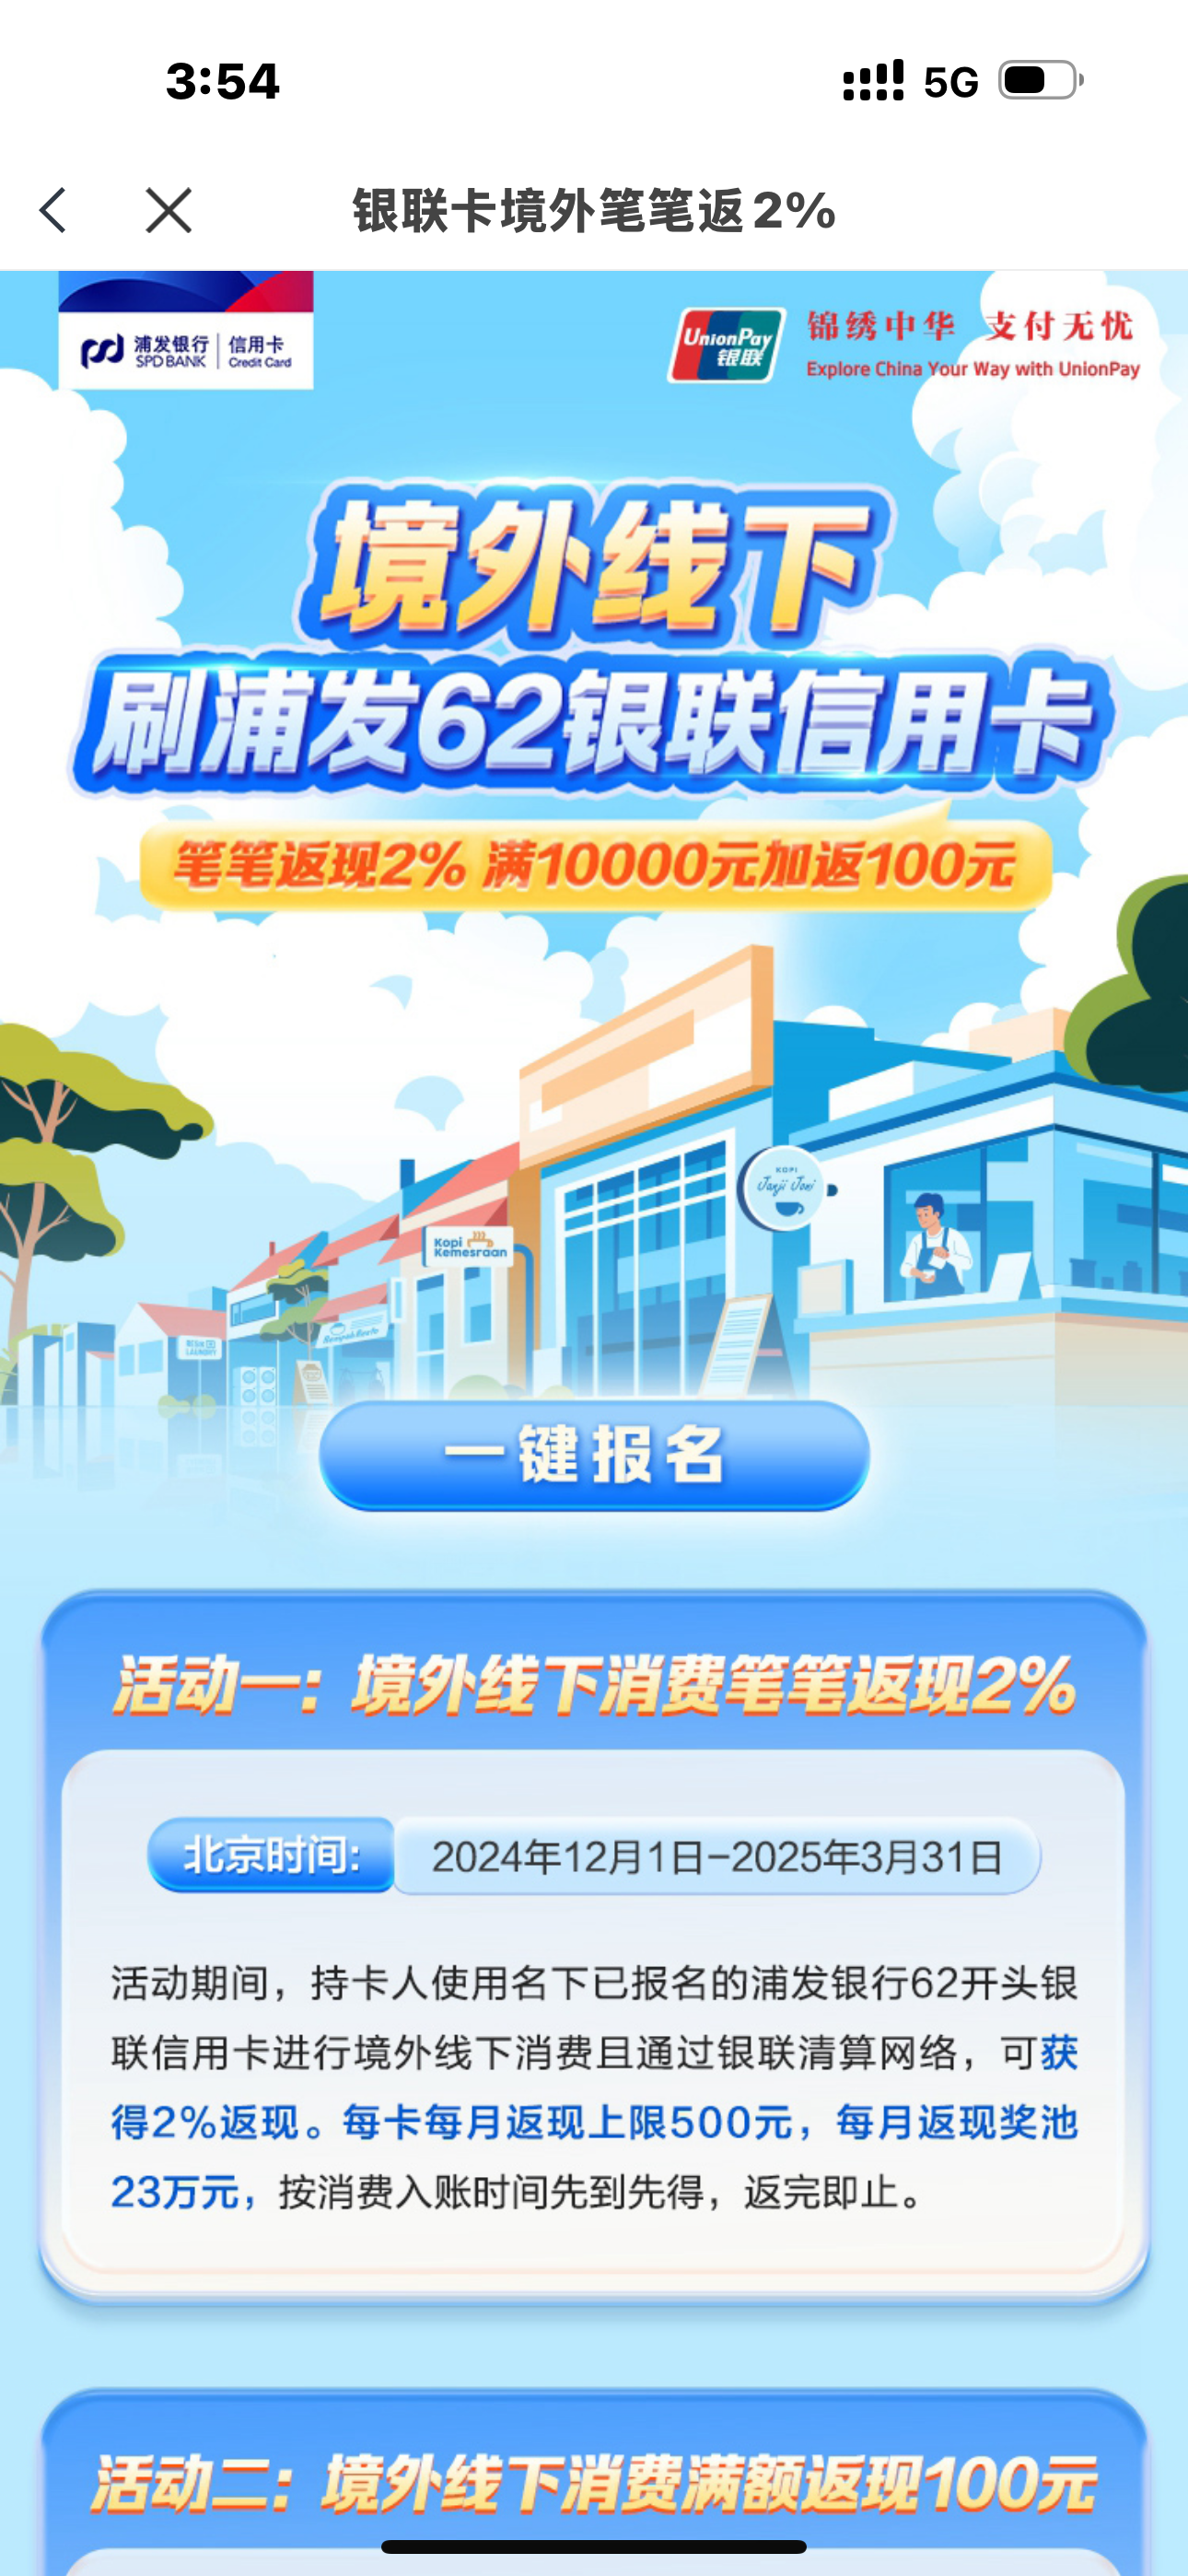 3:54
5G
银联卡境外笔笔返2%
浦发银行 信用卡
SPD BANK Credit Card
UnionPay
银联
锦绣中华 支付无忧
Explore China Your Way with UnionPay
境外线下
刷浦发62银联信用卡
笔笔返现2% 满10000元加返100元
KOPI
Janji Jiwi
Kopi
Kemesraan
LAUNDRY
一键报名
活动一：境外线下消费笔笔返现2%
北京时间: 2024年12月1日-2025年3月31日
活动期间，持卡人使用名下已报名的浦发银行62开头银
联信用卡进行境外线下消费且通过银联清算网络，可获
得2%返现。每卡每月返现上限500元，每月返现奖池
23万元，按消费入账时间先到先得，返完即止。
活动二：境外线下消费满额返现100元